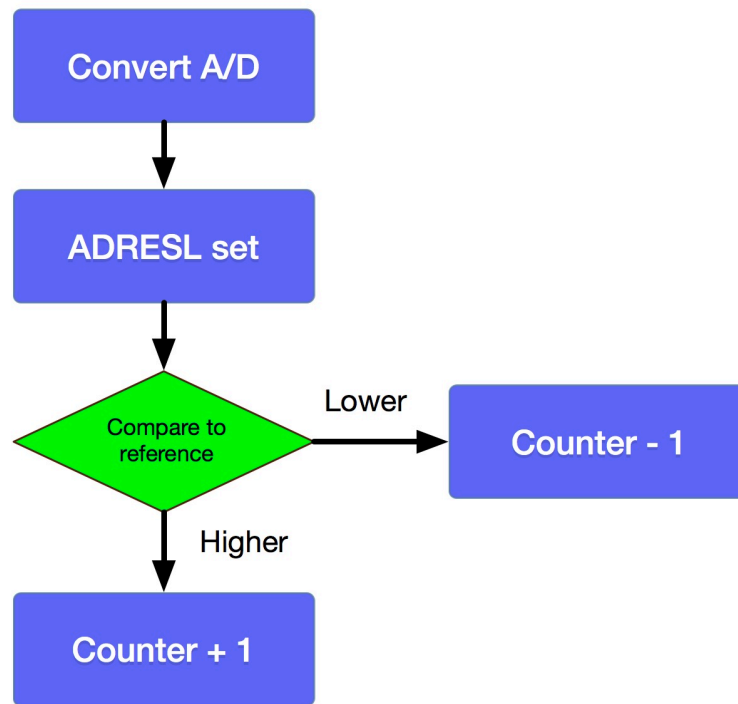 Convert A/D
ADRESL set
Compare to
reference
Lower
Counter - 1
Higher
Counter + 1